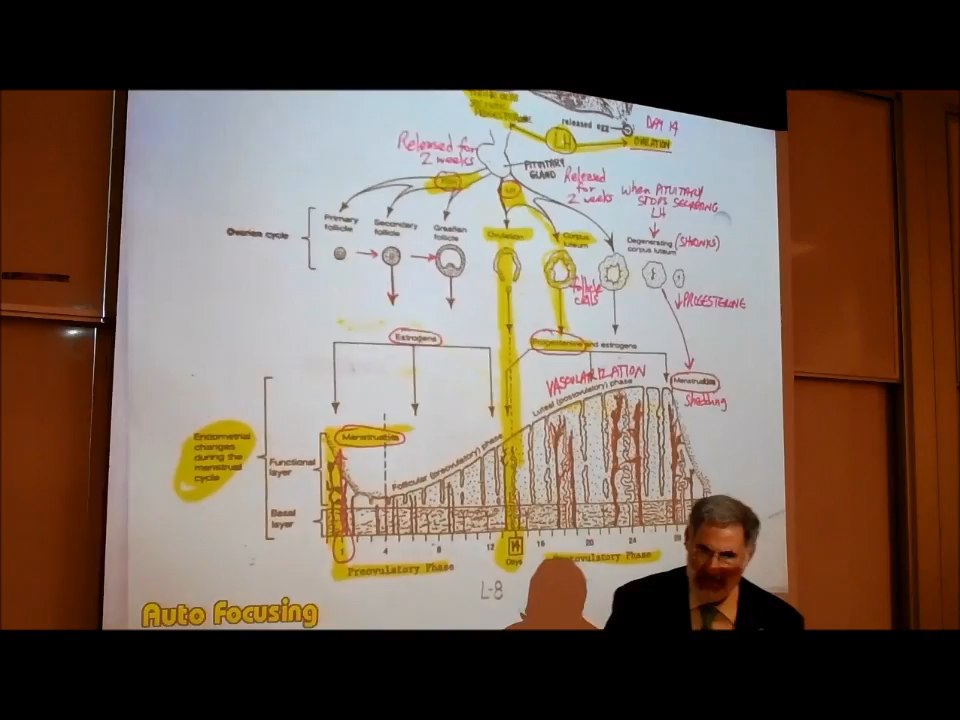 released egg
DAY 14
LH
OVULATION
Released for
2 weeks
PITUITARY
GLAND
Released
for
2 weeks
When PITUITARY
STOPS SECRETING
LH
FSH
LH
Ovarian cycle
Primary
follicle
Secondary
follicle
Graafian
follicle
Ovulation
Corpus
luteum
Degenerating
corpus luteum
(SHRINKS)
follicle
cells
↓PROGESTERONE
Estrogens
Progesterone and estrogens
VASCULARIZATION
Luteal (postovulatory) phase
Menstruation
Shedding
Endometrial
changes
during the
menstrual
cycle
Menstruation
Follicular (preovulatory) phase
Functional
layer
Basal
layer
1 4 8 12 14 16 20 24 28
Days
Preovulatory Phase
Postovulatory Phase
L-8
Auto Focusing